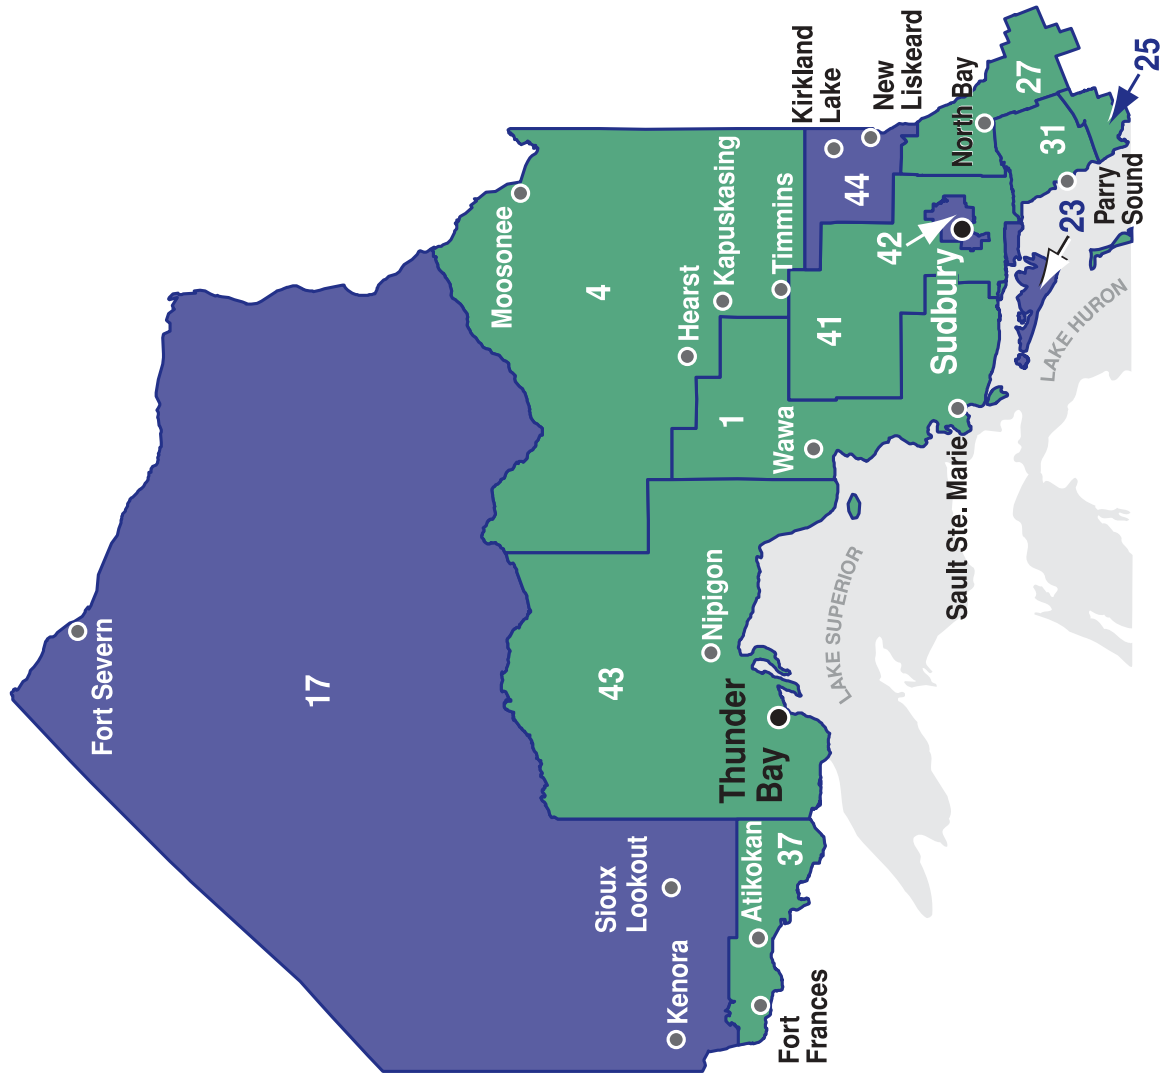 Fort Severn
17
Moosonee
4
Hearst
Kapuskasing
Timmins
Kirkland
Lake
New
Liskeard
44
Sioux
Lookout
Kenora
43
Nipigon
Thunder
Bay
1
Wawa
41
42
Sudbury
North Bay
27
31
25
Parry
Sound
23
Atikokan
37
Fort
Frances
Sault Ste. Marie
LAKE SUPERIOR
LAKE HURON